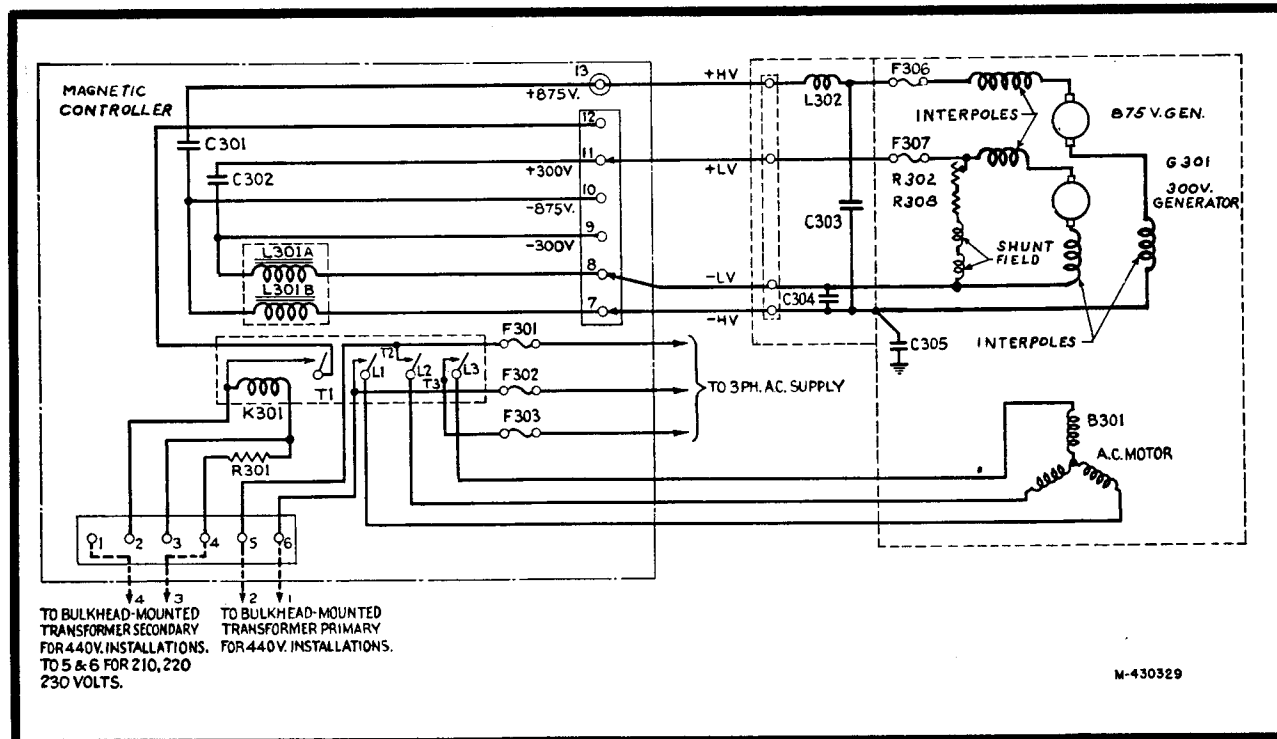 MAGNETIC
CONTROLLER
13
+875V.
+HV
L302
F306
INTERPOLES
875 V. GEN.
12
C301
11
+300V
+LV
F307
C302
R302
R308
G301
300V.
GENERATOR
10
-875V.
C303
9
-300V
SHUNT
FIELD
L301A
8
-LV
L301B
C304
7
-HV
C305
INTERPOLES
F301
T2
L1
L2
L3
T1
T3
F302
TO 3 PH. A.C. SUPPLY
K301
F303
B301
A.C. MOTOR
R301
1
2
3
4
5
6
4
3
2
1
TO BULKHEAD-MOUNTED
TRANSFORMER SECONDARY
FOR 440V. INSTALLATIONS.
TO 5 & 6 FOR 210, 220
230 VOLTS.
TO BULKHEAD-MOUNTED
TRANSFORMER PRIMARY
FOR 440V. INSTALLATIONS.
M-430329